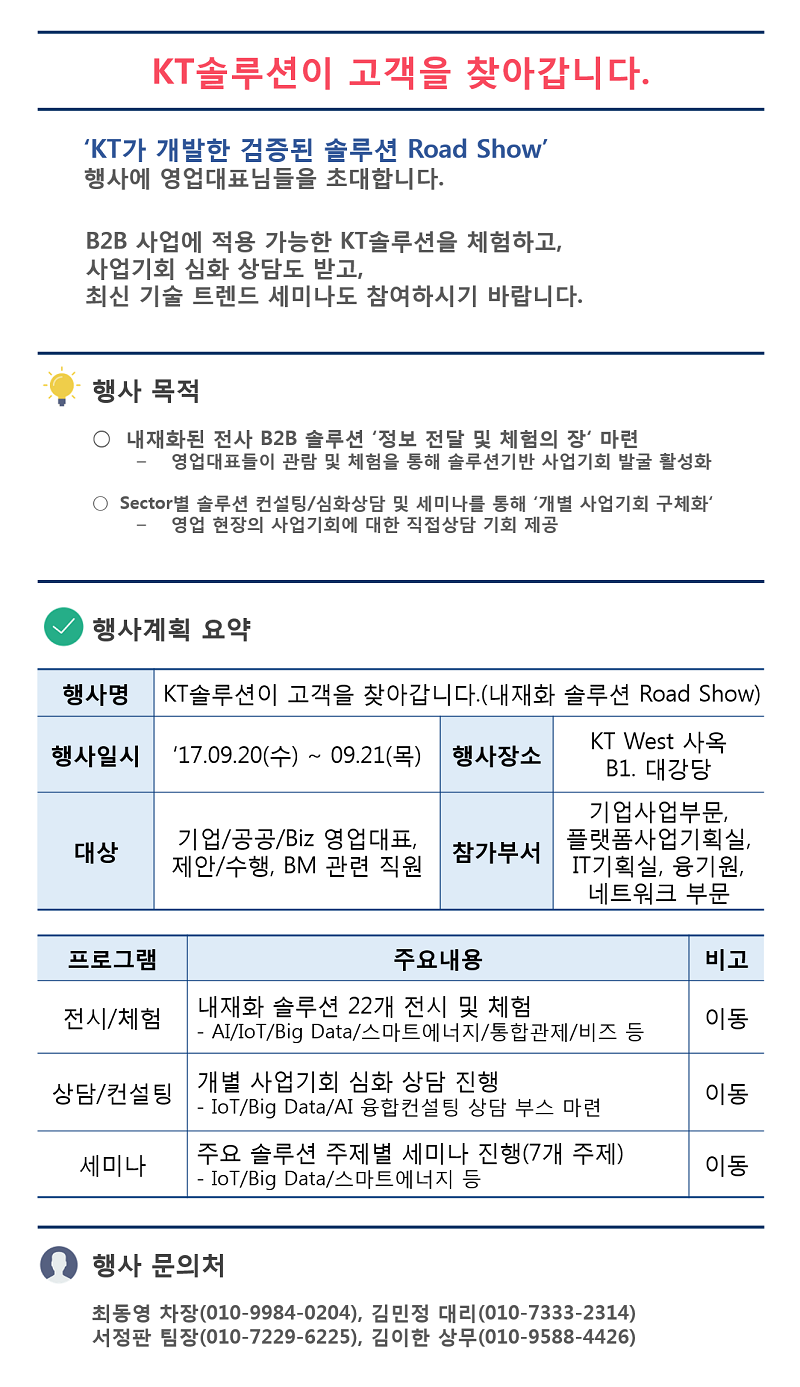 KT솔루션이 고객을 찾아갑니다.
‘KT가 개발한 검증된 솔루션 Road Show’
행사에 영업대표님들을 초대합니다.
B2B 사업에 적용 가능한 KT솔루션을 체험하고,
사업기회 심화 상담도 받고,
최신 기술 트렌드 세미나도 참여하시기 바랍니다.
행사 목적
○ 내재화된 전사 B2B 솔루션 ‘정보 전달 및 체험의 장‘ 마련
– 영업대표들이 관람 및 체험을 통해 솔루션기반 사업기회 발굴 활성화
○ Sector별 솔루션 컨설팅/심화상담 및 세미나를 통해 ‘개별 사업기회 구체화‘
– 영업 현장의 사업기회에 대한 직접상담 기회 제공
행사계획 요약
행사명 KT솔루션이 고객을 찾아갑니다.(내재화 솔루션 Road Show)
행사일시 ‘17.09.20(수) ~ 09.21(목) 행사장소 KT West 사옥
B1. 대강당
대상 기업/공공/Biz 영업대표,
제안/수행, BM 관련 직원
참가부서 기업사업부문,
플랫폼사업기획실,
IT기획실, 융기원,
네트워크 부문
프로그램 주요내용 비고
전시/체험 내재화 솔루션 22개 전시 및 체험
- AI/IoT/Big Data/스마트에너지/통합관제/비즈 등
이동
상담/컨설팅 개별 사업기회 심화 상담 진행
- IoT/Big Data/AI 융합컨설팅 상담 부스 마련
이동
세미나 주요 솔루션 주제별 세미나 진행(7개 주제)
- IoT/Big Data/스마트에너지 등
이동
행사 문의처
최동영 차장(010-9984-0204), 김민정 대리(010-7333-2314)
서정판 팀장(010-7229-6225), 김이한 상무(010-9588-4426)